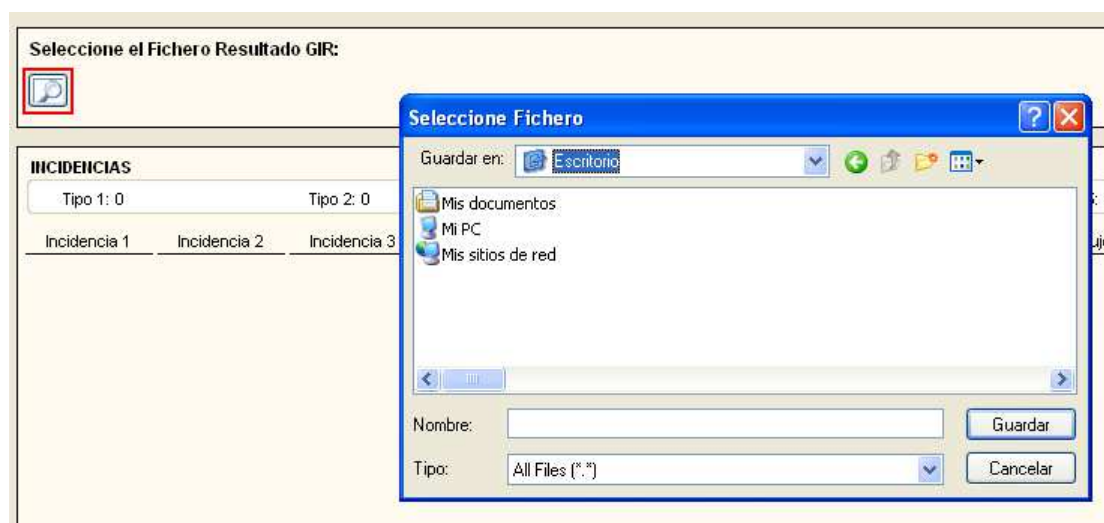 Seleccione el Fichero Resultado GIR:
Seleccione Fichero
Guardar en: Escritorio
Mis documentos
Mi PC
Mis sitios de red
Nombre:
Guardar
Tipo: All Files (*.*)
Cancelar
INCIDENCIAS
Tipo 1: 0 Tipo 2: 0
Incidencia 1 Incidencia 2 Incidencia 3